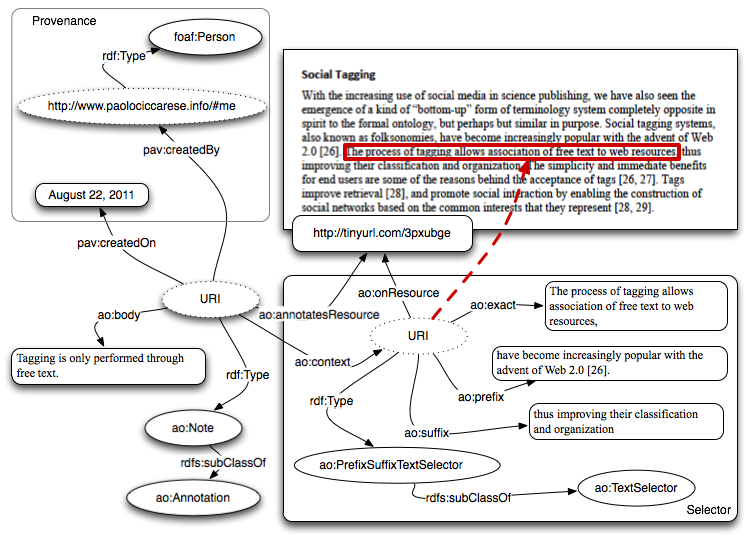 Provenance
foaf:Person
rdf:Type
http://www.paolociccarese.info/#me
pav:createdBy
August 22, 2011
pav:createdOn
Social Tagging
With the increasing use of social media in science publishing, we have also seen the
emergence of a kind of “bottom-up” form of terminology system completely opposite in
spirit to the formal ontology, but perhaps but similar in purpose. Social tagging systems,
also known as folksonomies, have become increasingly popular with the advent of Web
2.0 [26]. The process of tagging allows association of free text to web resources, thus
improving their classification and organization. The simplicity and immediate benefits
for end users are some of the reasons behind the acceptance of tags [26, 27]. Tags
improve retrieval [28], and promote social interaction by enabling the construction of
social networks based on the common interests that they represent [28, 29].
http://tinyurl.com/3pxubge
URI
ao:body
ao:annotatesResource
ao:onResource
Tagging is only performed through
free text.
rdf:Type
ao:context
ao:Note
rdfs:subClassOf
ao:Annotation
URI
ao:exact
The process of tagging allows
association of free text to web
resources,
ao:prefix
have become increasingly popular with the
advent of Web 2.0 [26].
rdf:Type
ao:suffix
thus improving their classification
and organization
ao:PrefixSuffixTextSelector
rdfs:subClassOf
ao:TextSelector
Selector